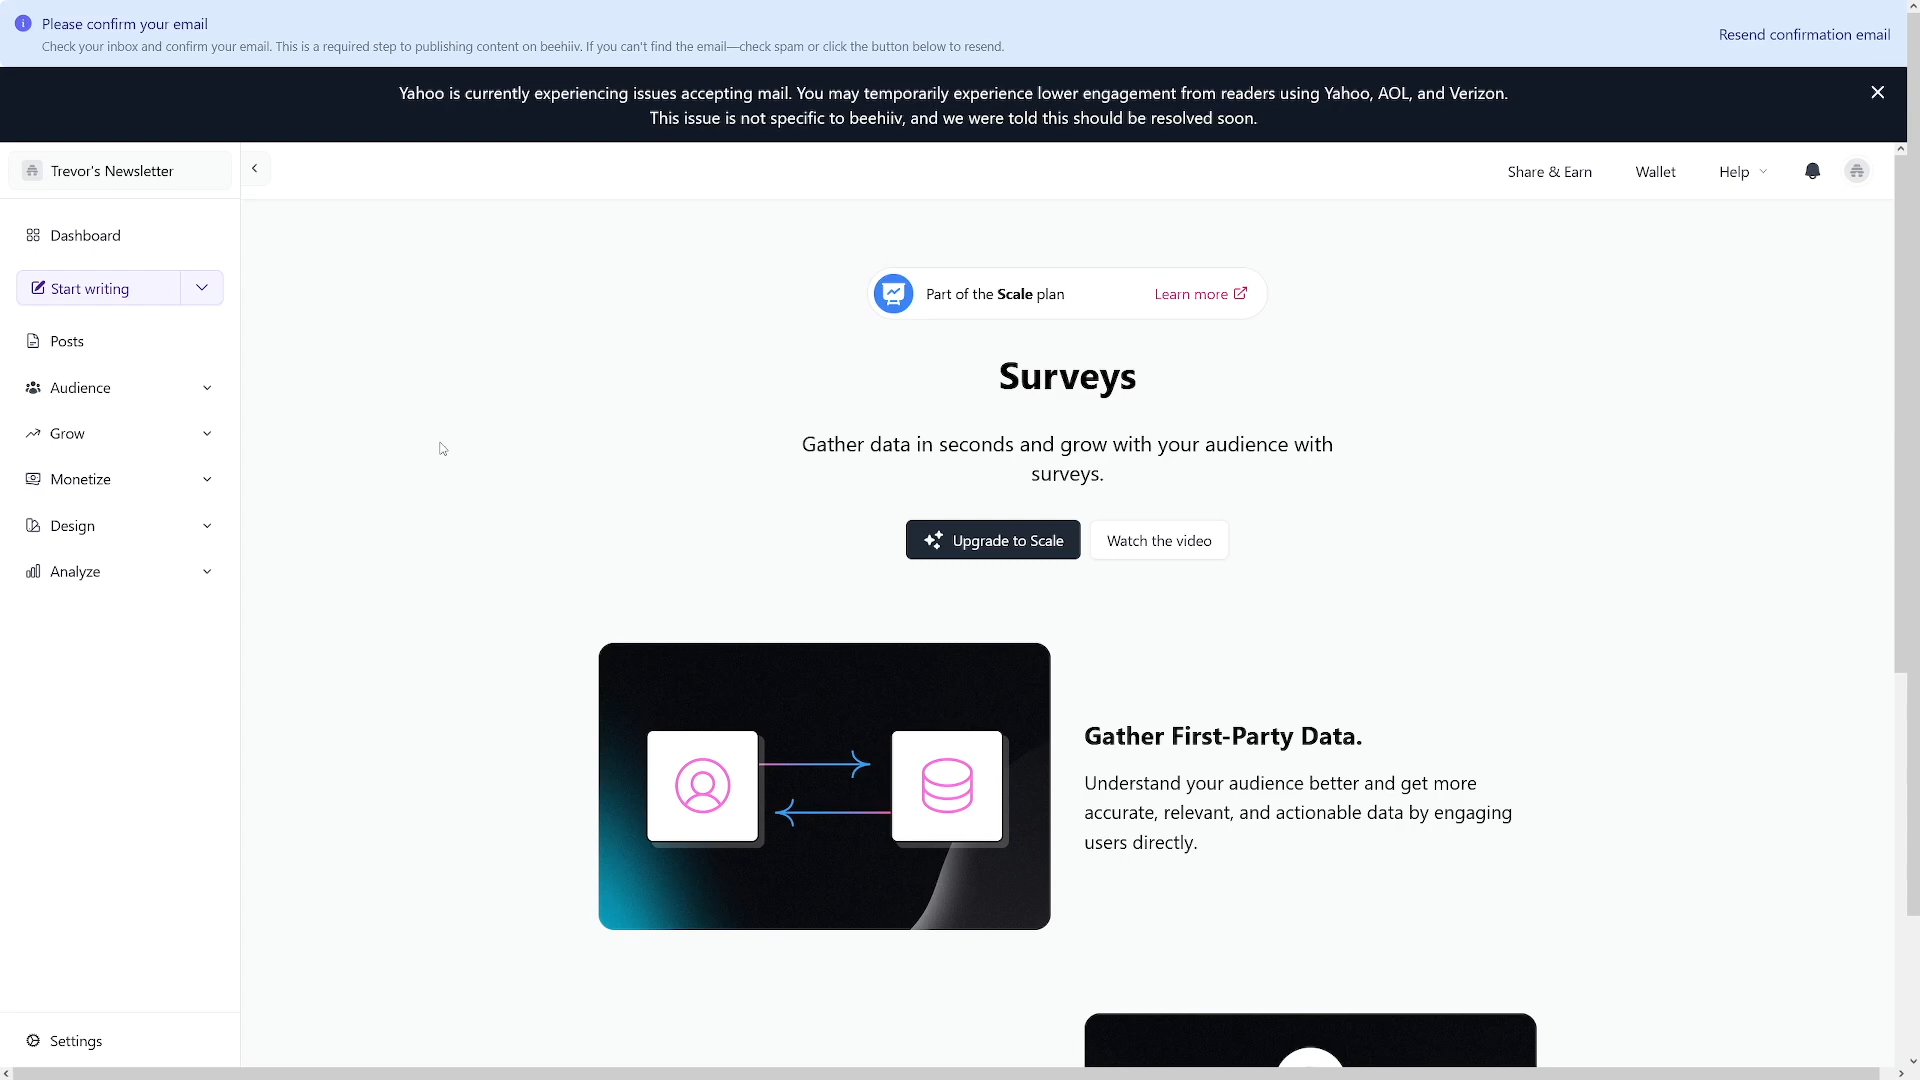 Please confirm your email
Check your inbox and confirm your email. This is a required step to publishing content on beehiiv. If you can't find the email—check spam or click the button below to resend.
Resend confirmation email
Yahoo is currently experiencing issues accepting mail. You may temporarily experience lower engagement from readers using Yahoo, AOL, and Verizon.
This issue is not specific to beehiiv, and we were told this should be resolved soon.
Trevor's Newsletter
Share & Earn
Wallet
Help
Dashboard
Start writing
Posts
Audience
Grow
Monetize
Design
Analyze
Settings
Part of the Scale plan
Learn more
Surveys
Gather data in seconds and grow with your audience with
surveys.
Upgrade to Scale
Watch the video
Gather First-Party Data.
Understand your audience better and get more
accurate, relevant, and actionable data by engaging
users directly.